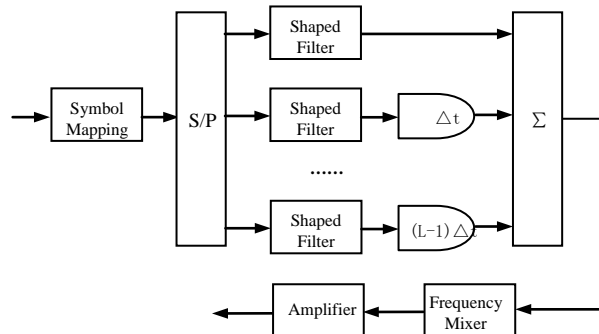 Shaped
Filter
Symbol
Mapping
S/P
Shaped
Filter
△t
Σ
......
Shaped
Filter
(L-1)△t
Amplifier
Frequency
Mixer